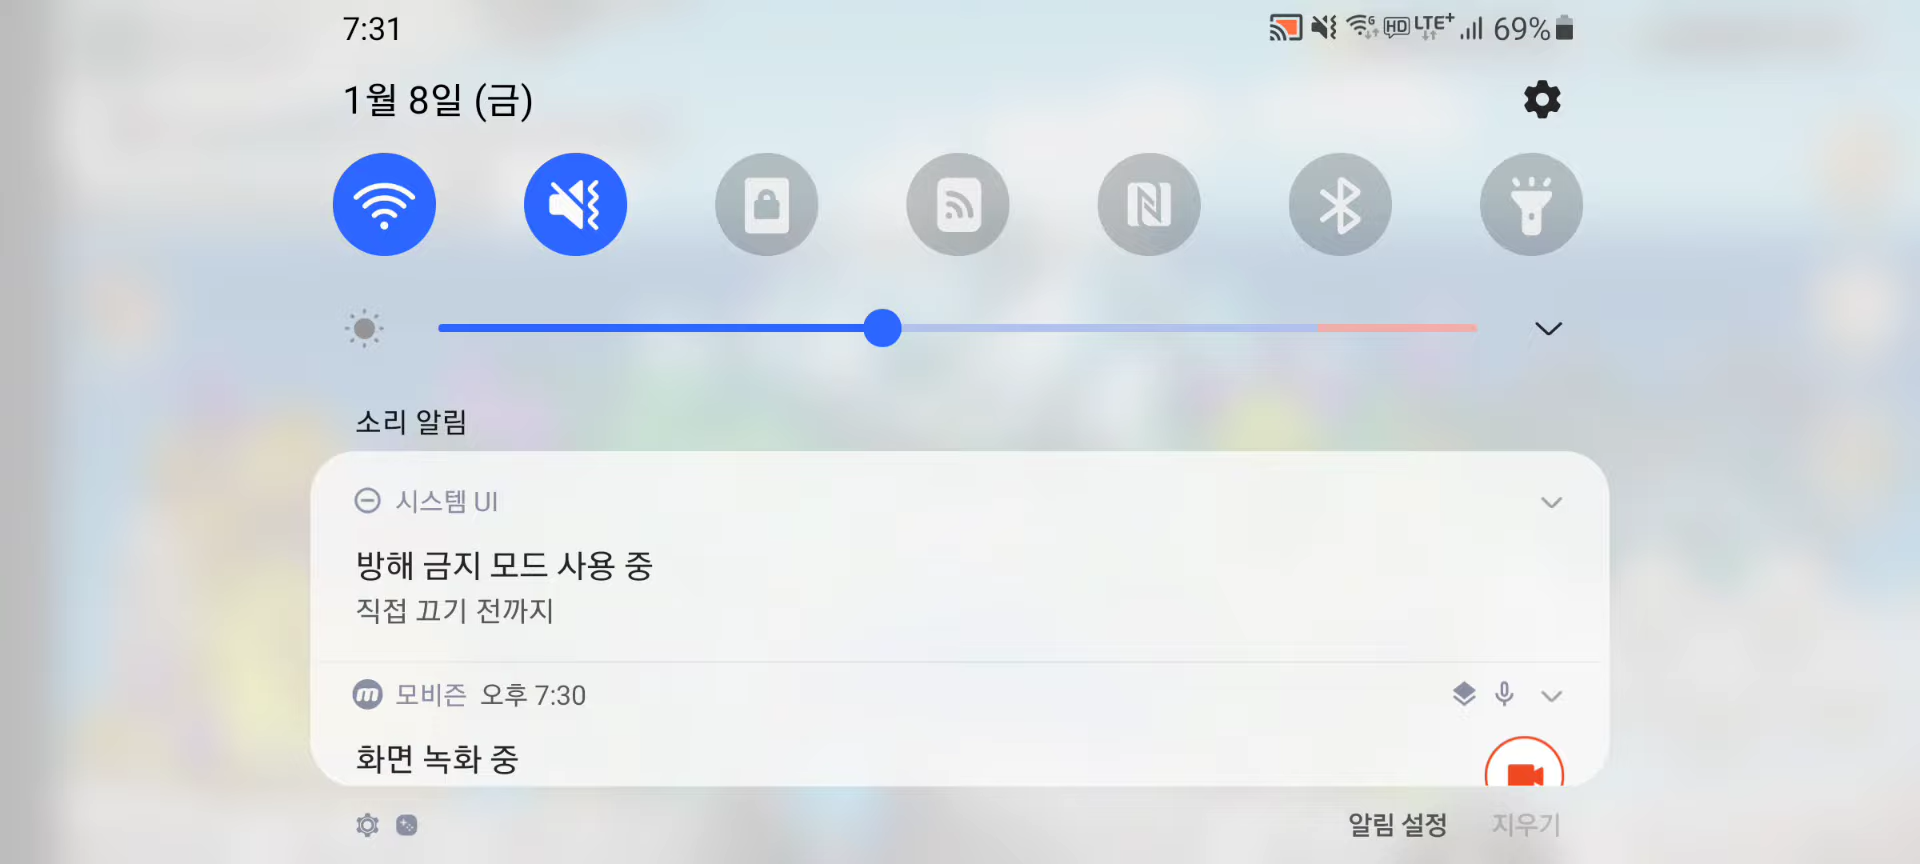 7:31
HD LTE+ 69%
1월 8일 (금)
소리 알림
시스템 UI
방해 금지 모드 사용 중
직접 끄기 전까지
모비즌 오후 7:30
화면 녹화 중
알림 설정 지우기